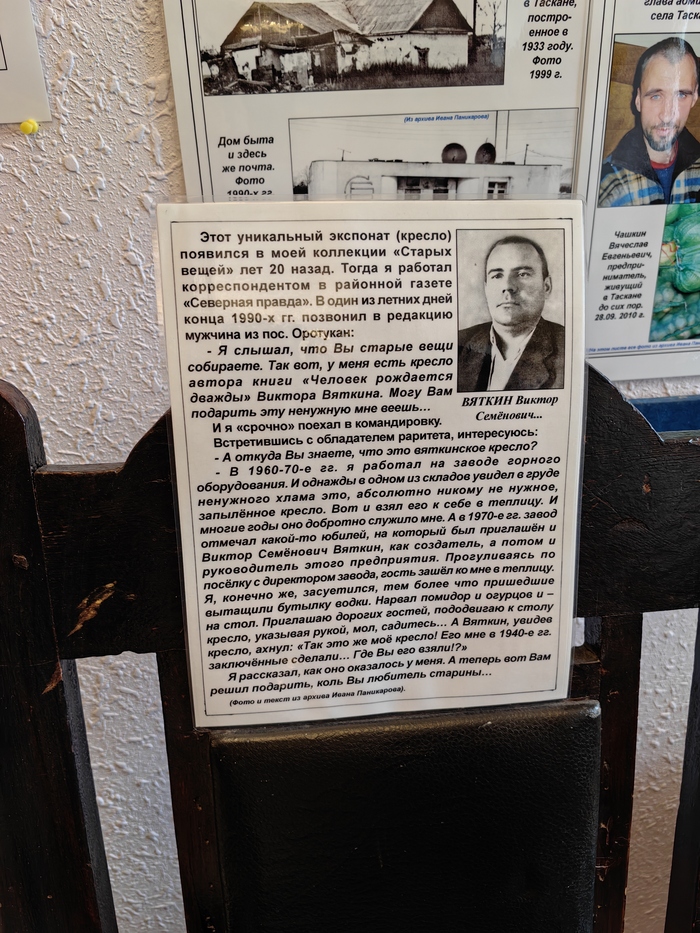 в Таскане,
постро-
енное в
1933 году.
Фото
1999 г.
глава адми
села Таска
(Из архива Ивана Паникарова)
Дом быта
и здесь
же почта.
Фото
1990-х гг.
Чашкин
Вячеслав
Евгеньевич,
предпри-
ниматель,
живущий
в Таскане
до сих пор.
28.09. 2010 г.
Этот уникальный экспонат (кресло)
появился в моей коллекции «Старых
вещей» лет 20 назад. Тогда я работал
корреспондентом в районной газете
«Северная правда». В один из летних дней
конца 1990-х гг. позвонил в редакцию
мужчина из пос. Оротукан:
- Я слышал, что Вы старые вещи
собираете. Так вот, у меня есть кресло
автора книги «Человек рождается
дважды» Виктора Вяткина. Могу Вам
подарить эту ненужную мне веешь…
ВЯТКИН Виктор
Семёнович...
И я «срочно» поехал в командировку.
Встретившись с обладателем раритета, интересуюсь:
- А откуда Вы знаете, что это вяткинское кресло?
- В 1960-70-е гг. я работал на заводе горного
оборудования. И однажды в одном из складов увидел в груде
ненужного хлама это, абсолютно никому не нужное,
запылённое кресло. Вот и взял его к себе в теплицу. И
многие годы оно добротно служило мне. А в 1970-е гг. завод
отмечал какой-то юбилей, на который был приглашён и
Виктор Семёнович Вяткин, как создатель, а потом и
руководитель этого предприятия. Прогуливаясь по
посёлку с директором завода, гость зашёл ко мне в теплицу.
Я, конечно же, засуетился, тем более что пришедшие
вытащили бутылку водки. Нарвал помидор и огурцов и –
на стол. Приглашаю дорогих гостей, пододвигаю к столу
кресло, указывая рукой, мол, садитесь… А Вяткин, увидев
кресло, ахнул: «Так это же моё кресло! Его мне в 1940-е гг.
заключённые сделали… Где Вы его взяли!?»
Я рассказал, как оно оказалось у меня. А теперь вот Вам
решил подарить, коль Вы любитель старины…
(Фото и текст из архива Ивана Паникарова).